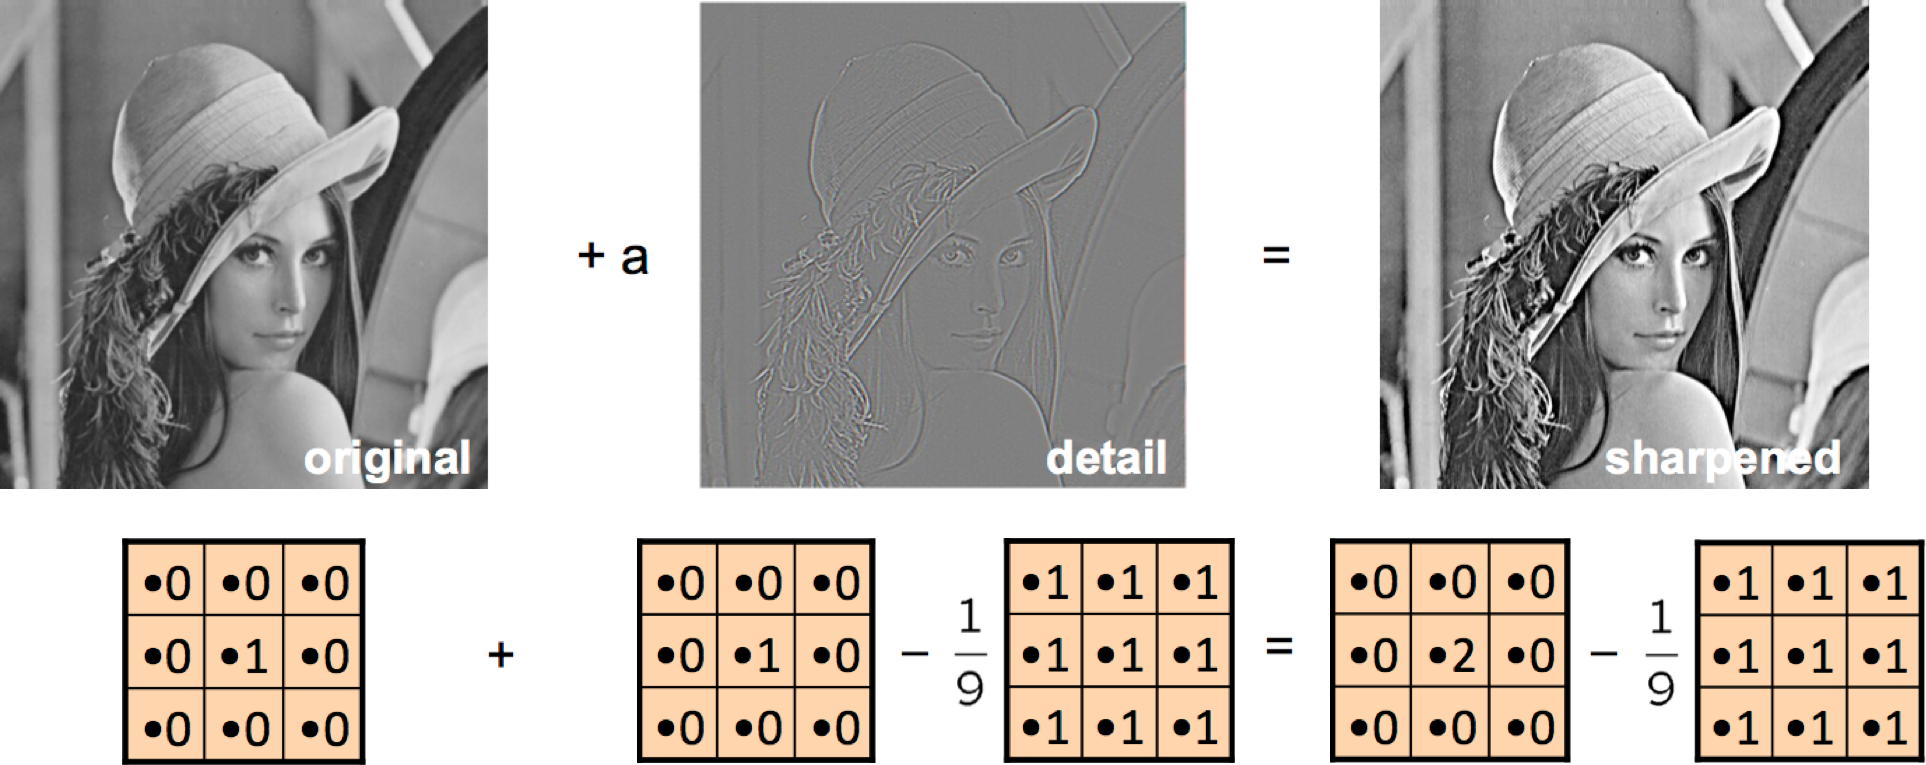 + a =
original detail sharpened
•0 •0 •0 •0 •0 •0 •1 •1 •1 •0 •0 •0 •1 •1 •1
•0 •1 •0 + •0 •1 •0 − 1/9 •1 •1 •1 = •0 •2 •0 − 1/9 •1 •1 •1
•0 •0 •0 •0 •0 •0 •1 •1 •1 •0 •0 •0 •1 •1 •1